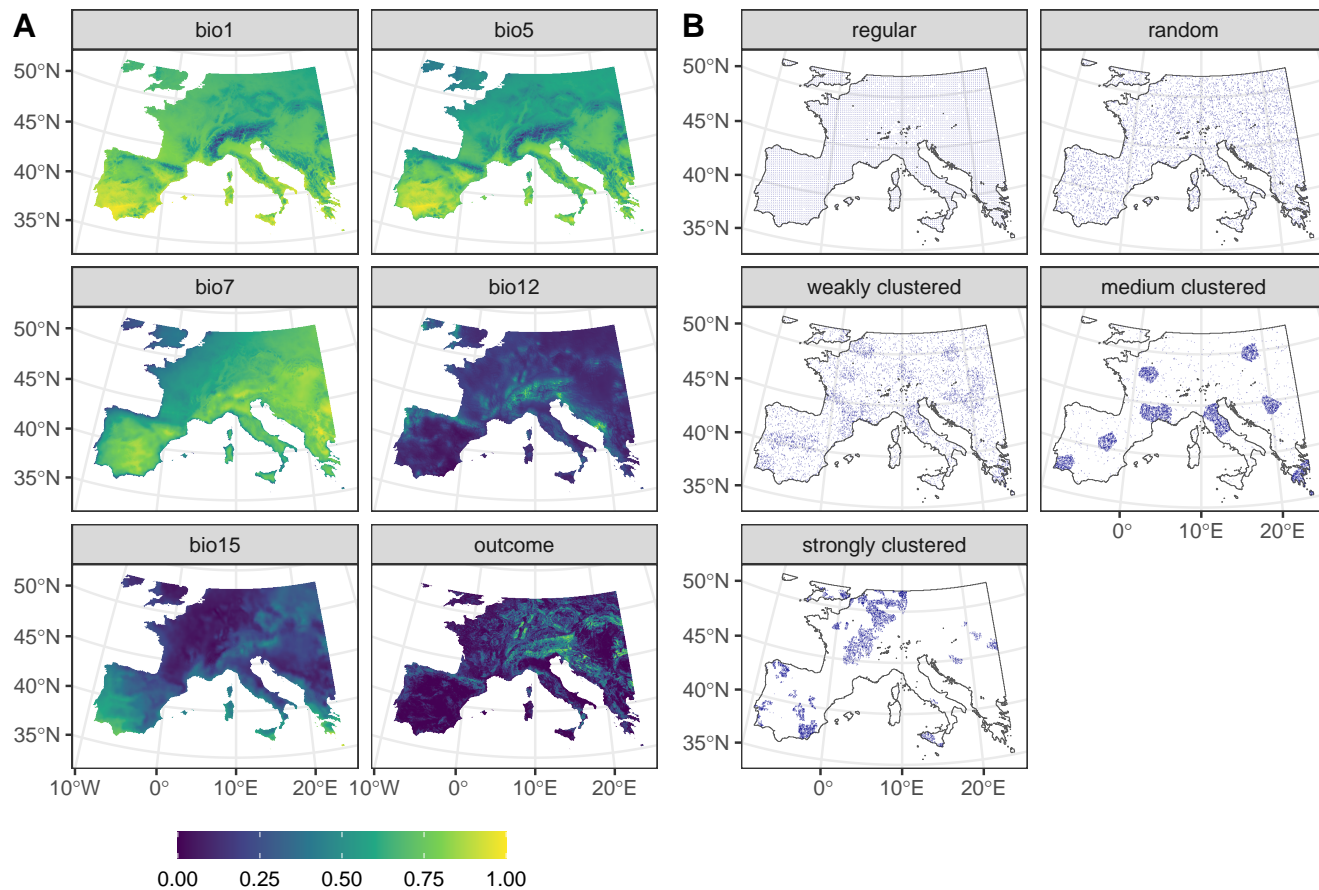 A
B
bio1
bio5
regular
random
50°N
45°N
40°N
35°N
50°N
45°N
40°N
35°N
bio7
bio12
weakly clustered
medium clustered
50°N
45°N
40°N
35°N
50°N
45°N
40°N
35°N
0°
10°E
20°E
bio15
outcome
strongly clustered
50°N
45°N
40°N
35°N
50°N
45°N
40°N
35°N
10°W
0°
10°E
20°E
10°W
0°
10°E
20°E
0°
10°E
20°E
0.00
0.25
0.50
0.75
1.00